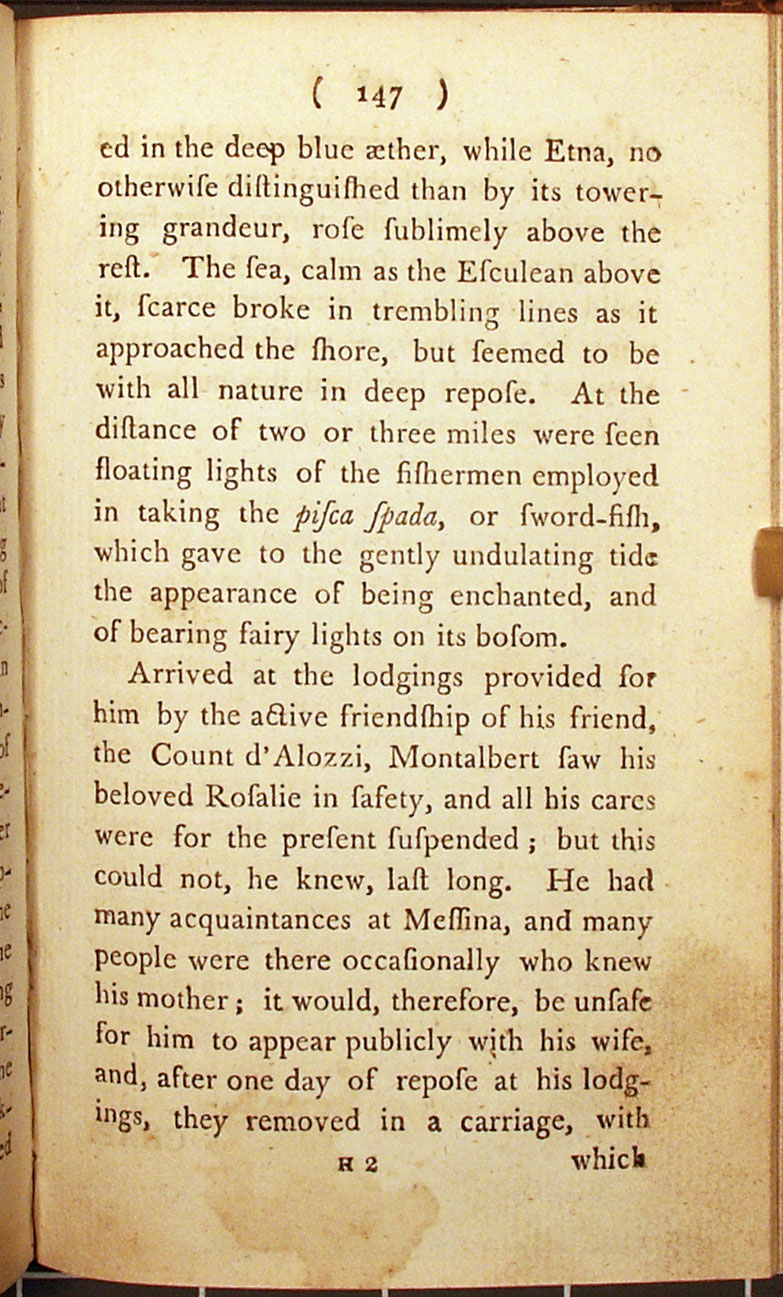 ( 147 )
ed in the deep blue æther, while Etna, no
otherwiſe diſtinguiſhed than by its tower-
ing grandeur, roſe ſublimely above the
reſt. The ſea, calm as the Eſculean above
it, ſcarce broke in trembling lines as it
approached the ſhore, but ſeemed to be
with all nature in deep repoſe. At the
diſtance of two or three miles were ſeen
floating lights of the fiſhermen employed
in taking the piſca ſpada, or ſword-fiſh,
which gave to the gently undulating tide
the appearance of being enchanted, and
of bearing fairy lights on its boſom.
Arrived at the lodgings provided for
him by the active friendſhip of his friend,
the Count d'Alozzi, Montalbert ſaw his
beloved Roſalie in ſafety, and all his cares
were for the preſent ſuſpended ; but this
could not, he knew, laſt long. He had
many acquaintances at Meſſina, and many
people were there occaſionally who knew
his mother ; it would, therefore, be unſafe
for him to appear publicly with his wife,
and, after one day of repoſe at his lodg-
ings, they removed in a carriage, with
H 2 which